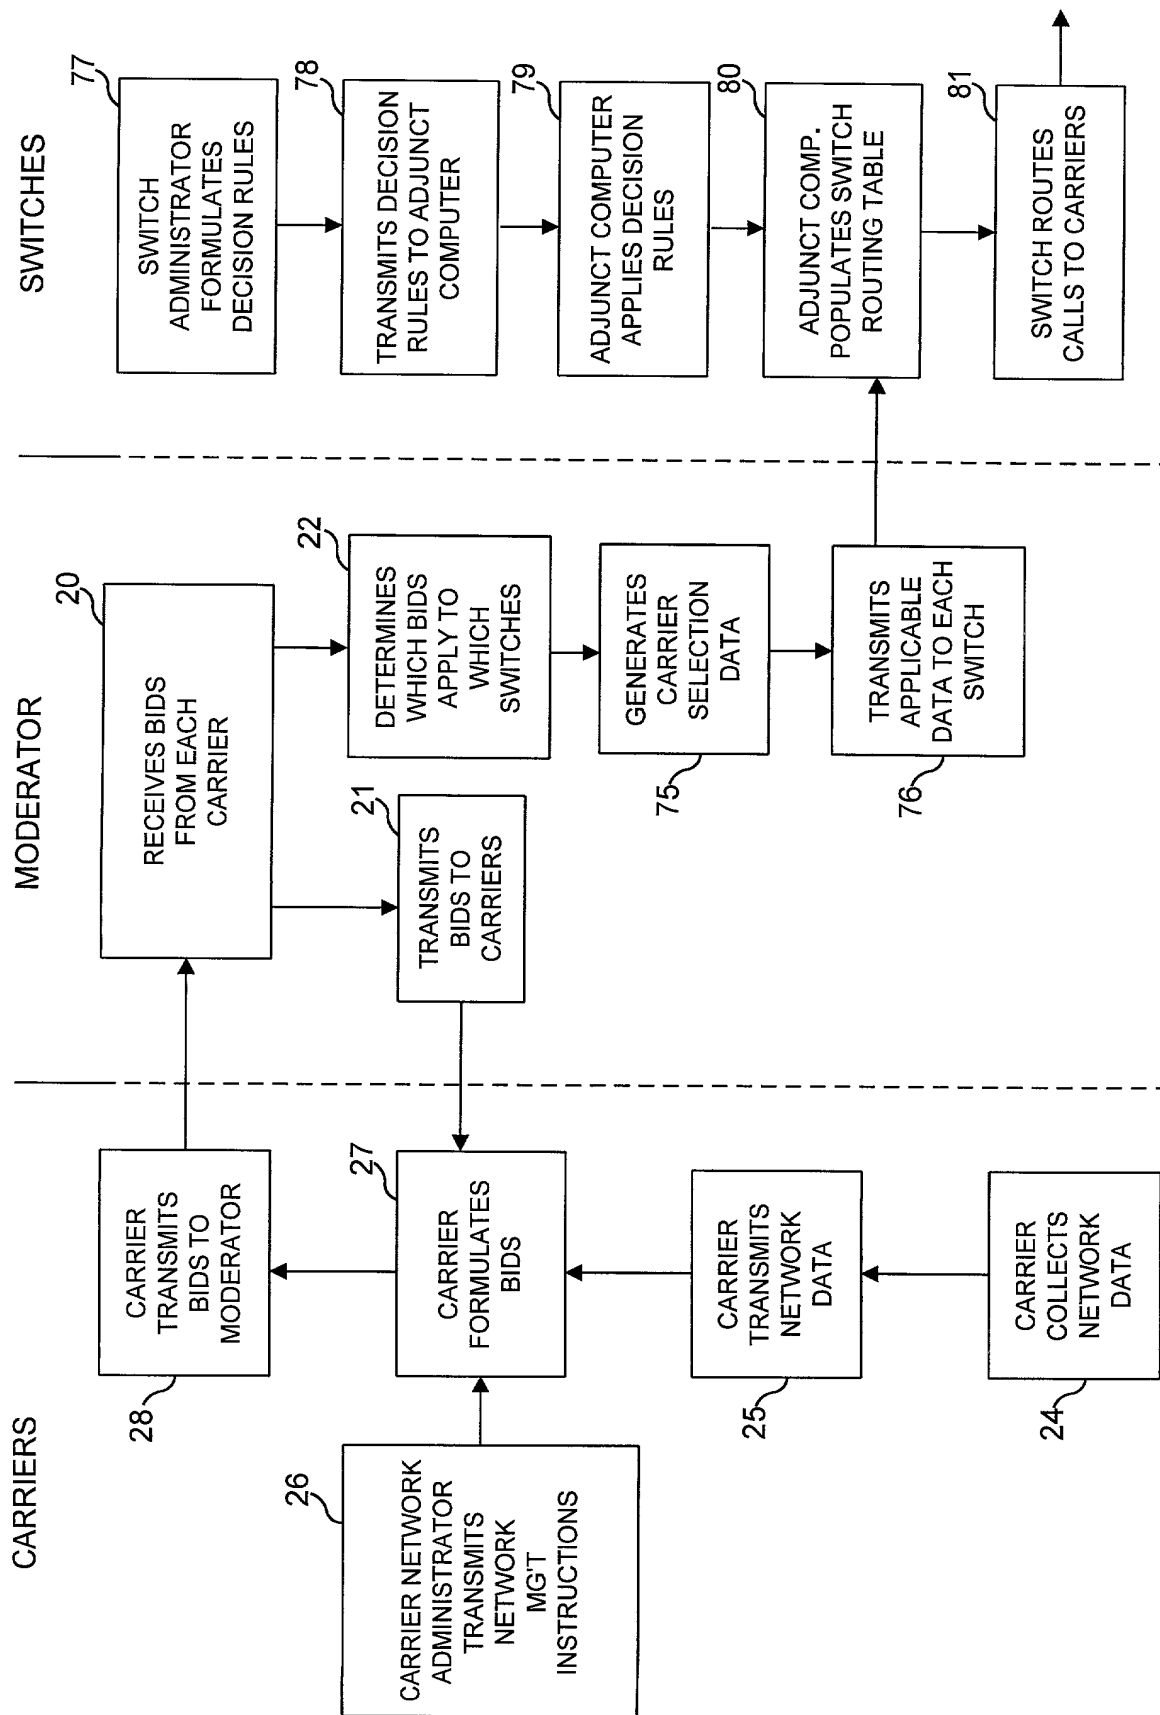 CARRIERS
28
CARRIER
TRANSMITS
BIDS TO
MODERATOR
26
CARRIER NETWORK
ADMINISTRATOR
TRANSMITS
NETWORK
MG'T
INSTRUCTIONS
27
CARRIER
FORMULATES
BIDS
25
CARRIER
TRANSMITS
NETWORK
DATA
24
CARRIER
COLLECTS
NETWORK
DATA
MODERATOR
20
RECEIVES BIDS
FROM EACH
CARRIER
21
TRANSMITS
BIDS TO
CARRIERS
22
DETERMINES
WHICH BIDS
APPLY TO
WHICH
SWITCHES
75
GENERATES
CARRIER
SELECTION
DATA
76
TRANSMITS
APPLICABLE
DATA TO EACH
SWITCH
SWITCHES
77
SWITCH
ADMINISTRATOR
FORMULATES
DECISION RULES
78
TRANSMITS DECISION
RULES TO ADJUNCT
COMPUTER
79
ADJUNCT COMPUTER
APPLIES DECISION
RULES
80
ADJUNCT COMP.
POPULATES SWITCH
ROUTING TABLE
81
SWITCH ROUTES
CALLS TO CARRIERS